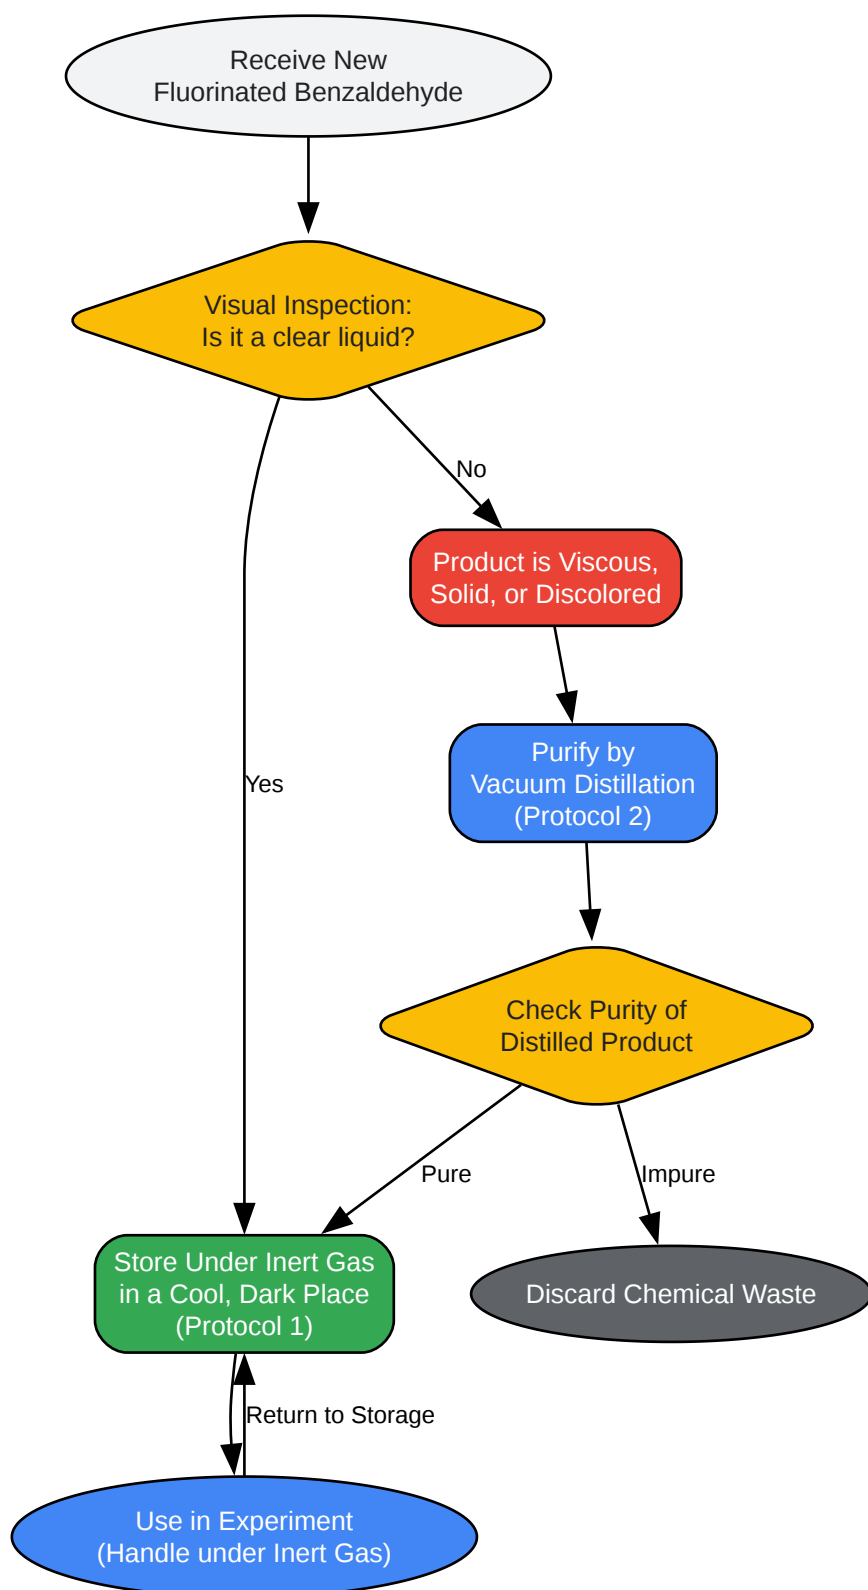 Receive New
Fluorinated Benzaldehyde
Visual Inspection:
Is it a clear liquid?
No
Product is Viscous,
Solid, or Discolored
Purify by
Vacuum Distillation
(Protocol 2)
Yes
Check Purity of
Distilled Product
Pure
Impure
Store Under Inert Gas
in a Cool, Dark Place
(Protocol 1)
Discard Chemical Waste
Return to Storage
Use in Experiment
(Handle under Inert Gas)